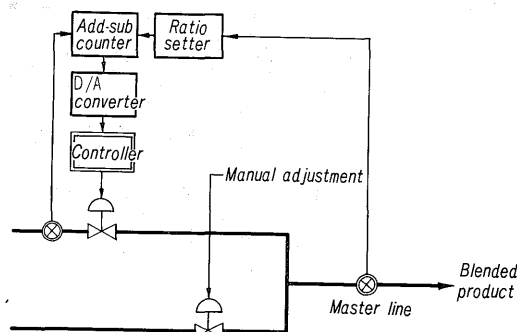 Add-sub
counter
Ratio
setter
D/A
converter
Controller
Manual adjustment
Blended
product
Master line